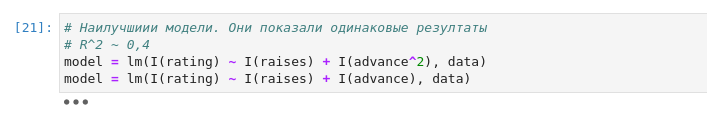 [21]: # Наилучшиии модели. Они показали одинаковые резултаты
# R^2 ~ 0,4
model = lm(I(rating) ~ I(raises) + I(advance^2), data)
model = lm(I(rating) ~ I(raises) + I(advance), data)
•••